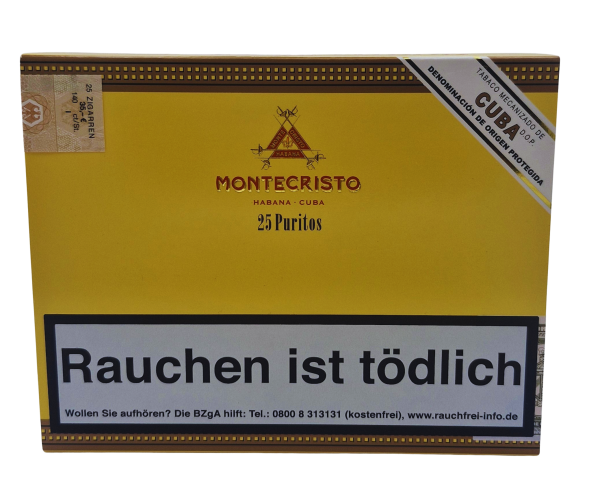 25 ZIGARREN
TABACO MECANIZADO DE
CUBA D.O.P.
DENOMINACIÓN DE ORIGEN PROTEGIDA
HABANA
MONTECRISTO
HABANA · CUBA
25 Puritos
Rauchen ist tödlich
Wollen Sie aufhören? Die BZgA hilft: Tel.: 0800 8 313131 (kostenfrei), www.rauchfrei-info.de